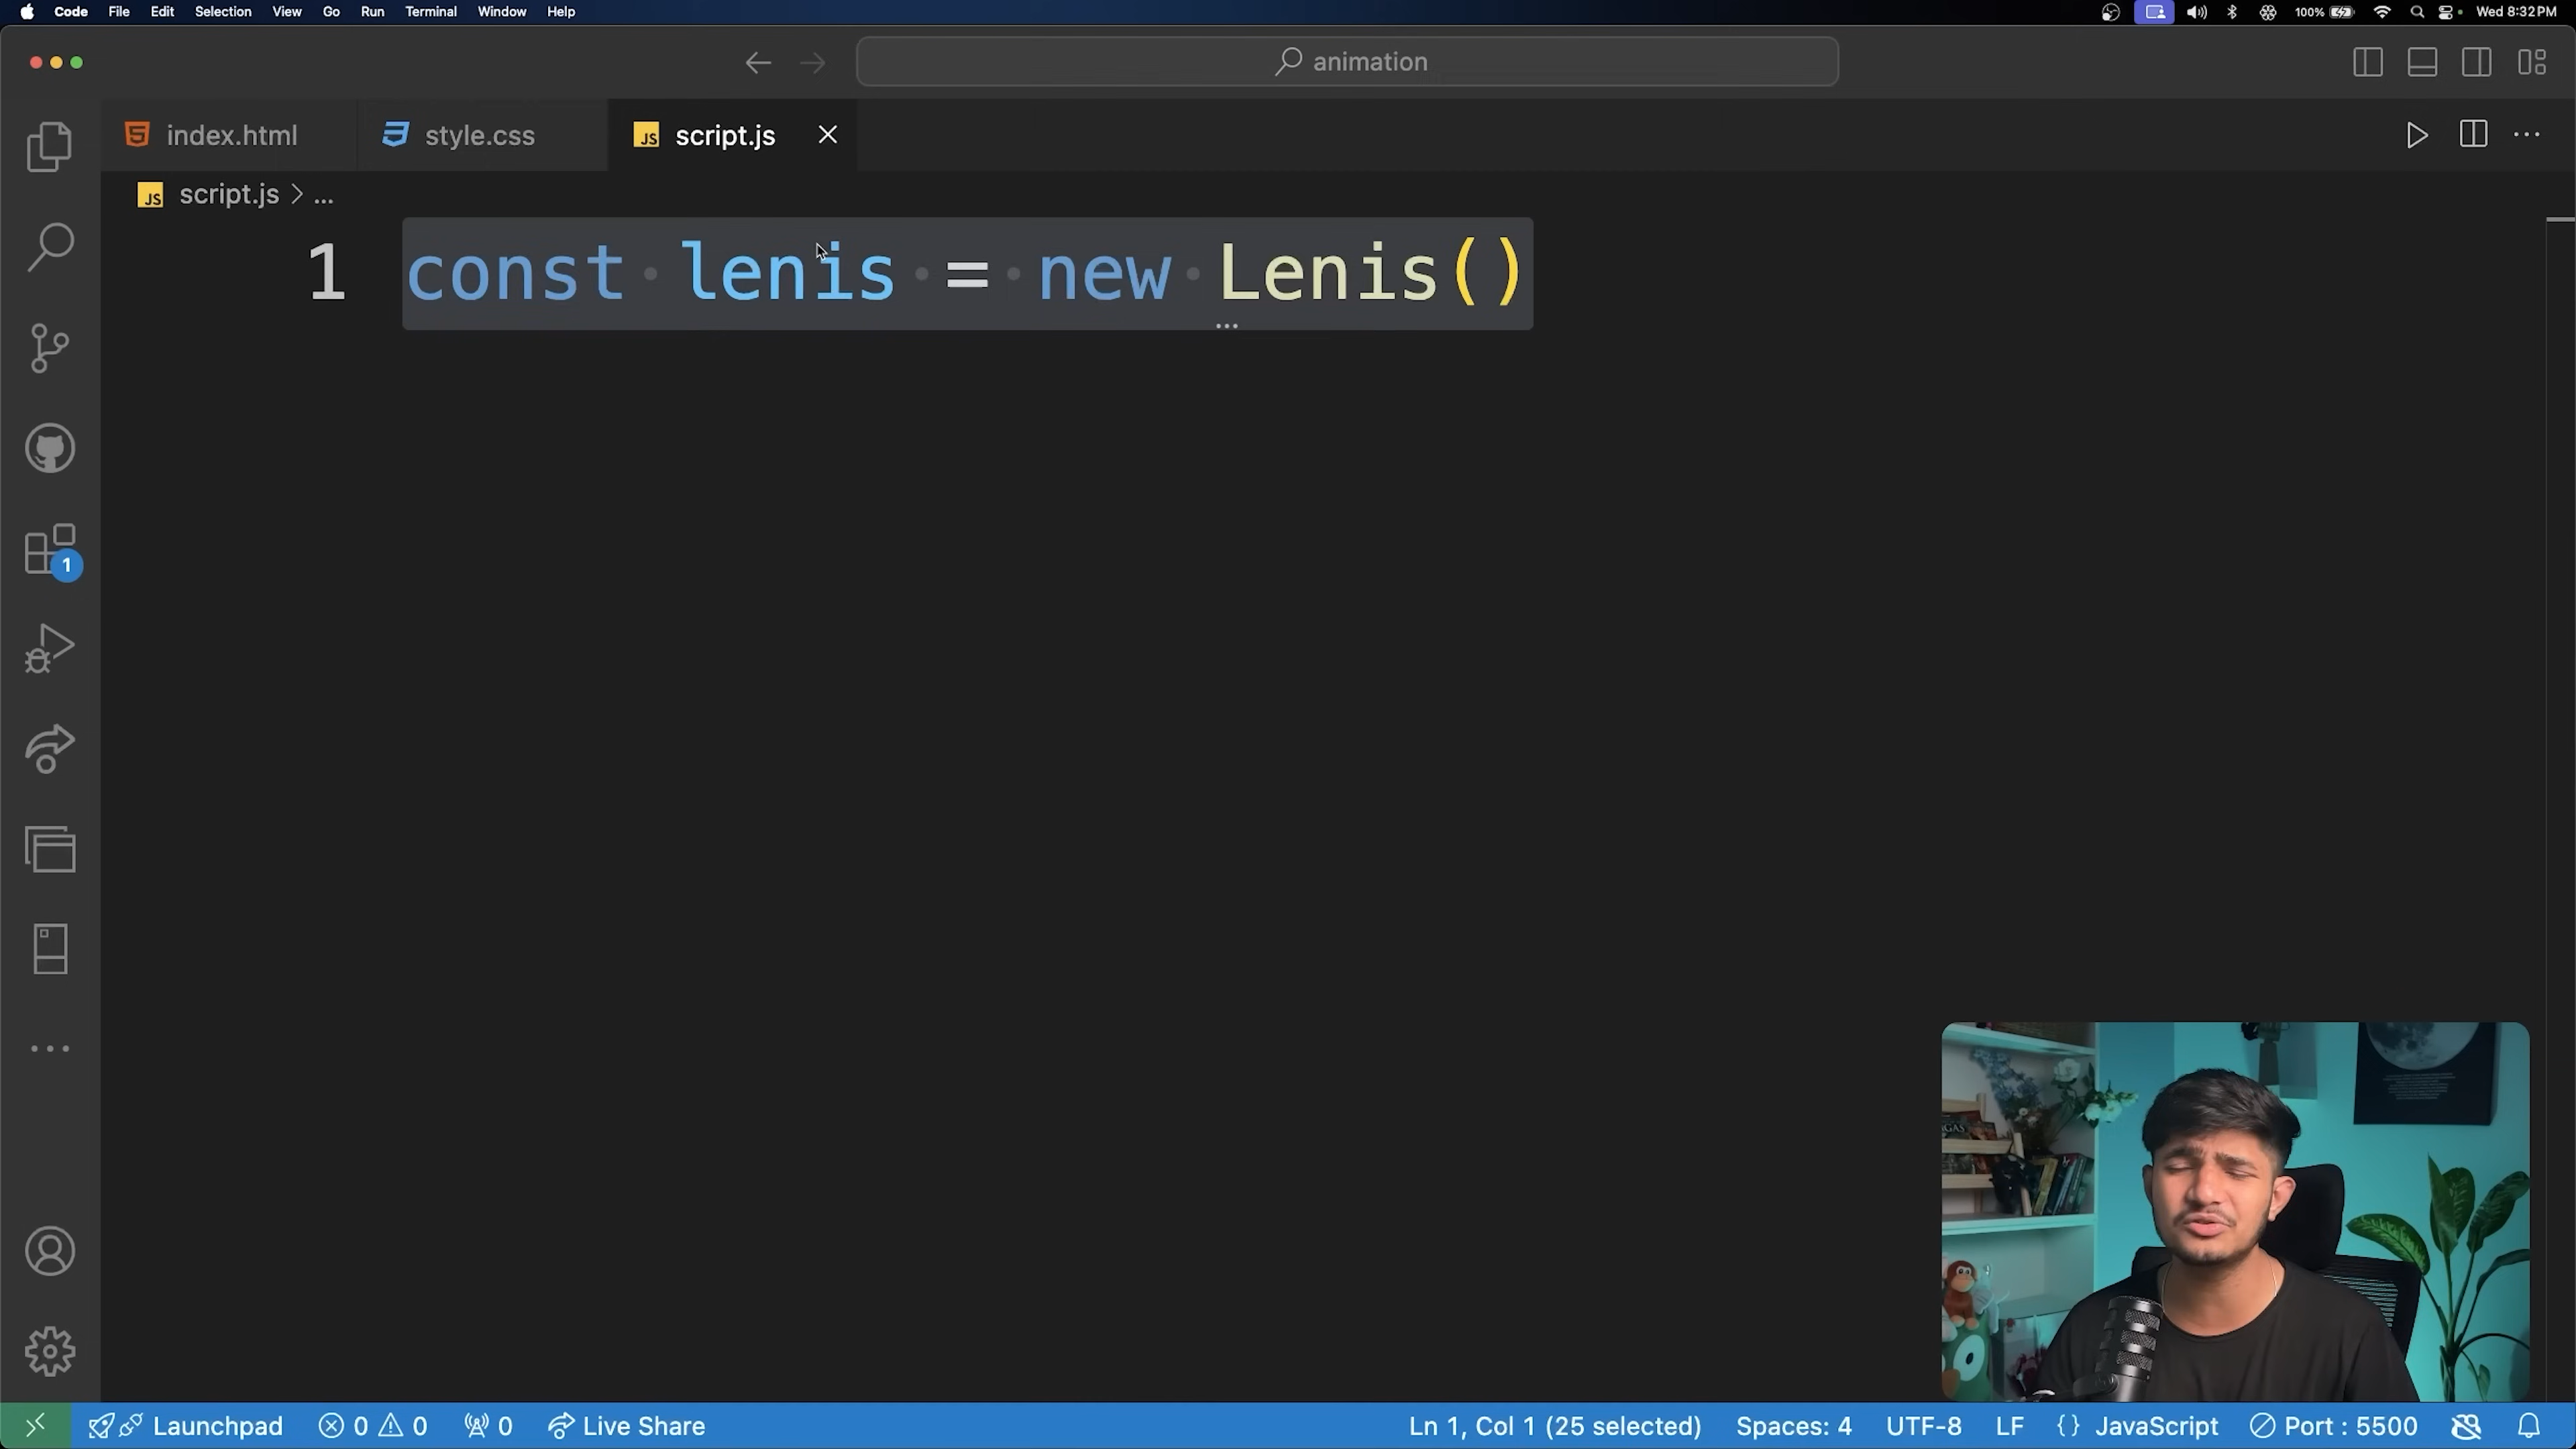 Code File Edit Selection View Go Run Terminal Window Help 100% Wed 8:32 PM
animation
index.html style.css JS script.js
JS script.js > ...
1 const lenis = new Lenis()
1
Launchpad 0 0 0 Live Share Ln 1, Col 1 (25 selected) Spaces: 4 UTF-8 LF {} JavaScript Port : 5500